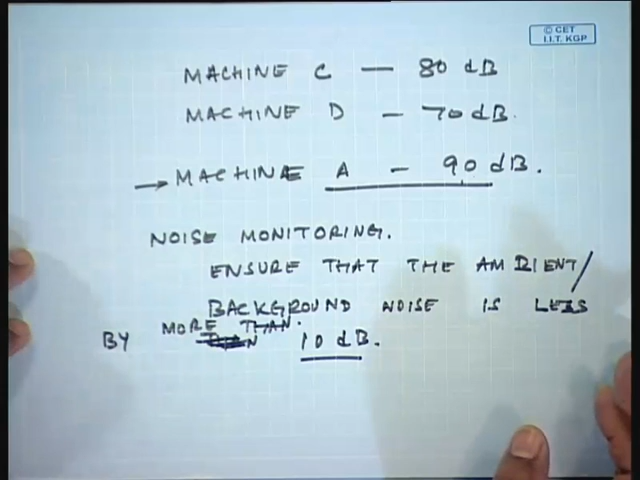 © CET
I.I.T. KGP
MACHINE C — 80 dB
MACHINE D - 70 dB.
→ MACHINE A - 90 dB.
NOISE MONITORING.
ENSURE THAT THE AMBIENT/
BACKGROUND NOISE IS LESS
BY MORE THAN. 10 dB.